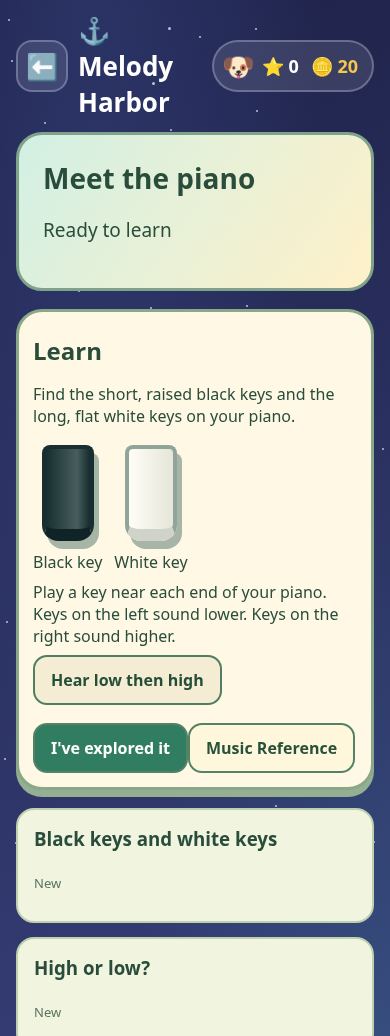 Melody
Harbor
0
20
Meet the piano
Ready to learn
Learn
Find the short, raised black keys and the
long, flat white keys on your piano.
Black key
White key
Play a key near each end of your piano.
Keys on the left sound lower. Keys on the
right sound higher.
Hear low then high
I've explored it
Music Reference
Black keys and white keys
New
High or low?
New